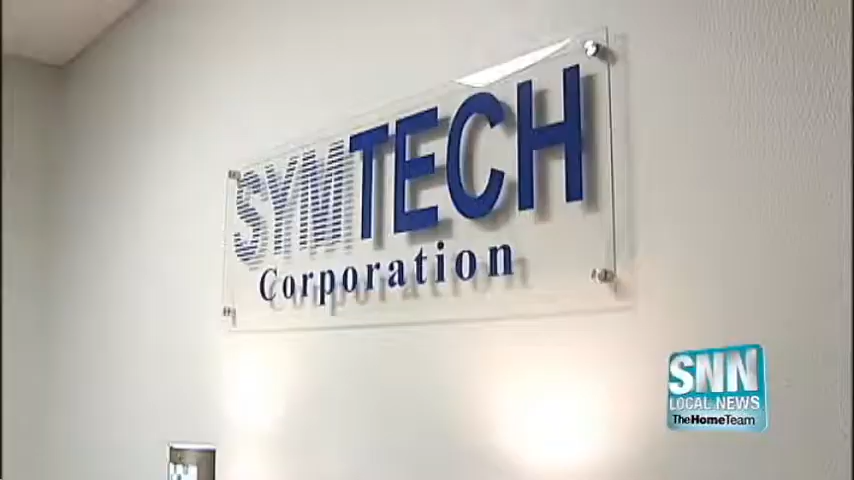 SYMTECH
Corporation
SNN
LOCAL NEWS
TheHomeTeam